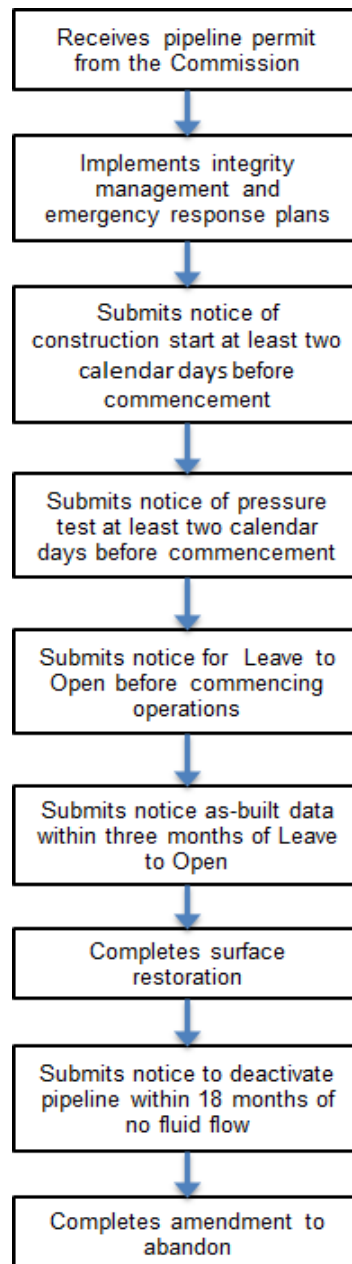 Receives pipeline permit
from the Commission
Implements integrity
management and
emergency response plans
Submits notice of
construction start at least two
calendar days before
commencement
Submits notice of pressure
test at least two calendar
days before commencement
Submits notice for Leave to
Open before commencing
operations
Submits notice as-built data
within three months of Leave
to Open
Completes surface
restoration
Submits notice to deactivate
pipeline within 18 months of
no fluid flow
Completes amendment to
abandon